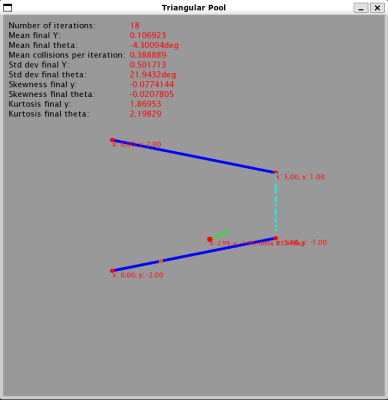 Triangular Pool
Number of iterations: 18
Mean final Y: 0.106923
Mean final theta: -4.30094deg
Mean collisions per iteration: 0.388889
Std dev final Y: 0.501713
Std dev final theta: 21.9432deg
Skewness final y: -0.0774144
Skewness final theta: -0.0207805
Kurtosis final y: 1.86953
Kurtosis final theta: 2.19829
x: 0.00, y: 2.00
x: 5.00, y: 1.00
x: 2.99, y:
x: 5.00, y: -1.00
x: 0.00, y: -2.00